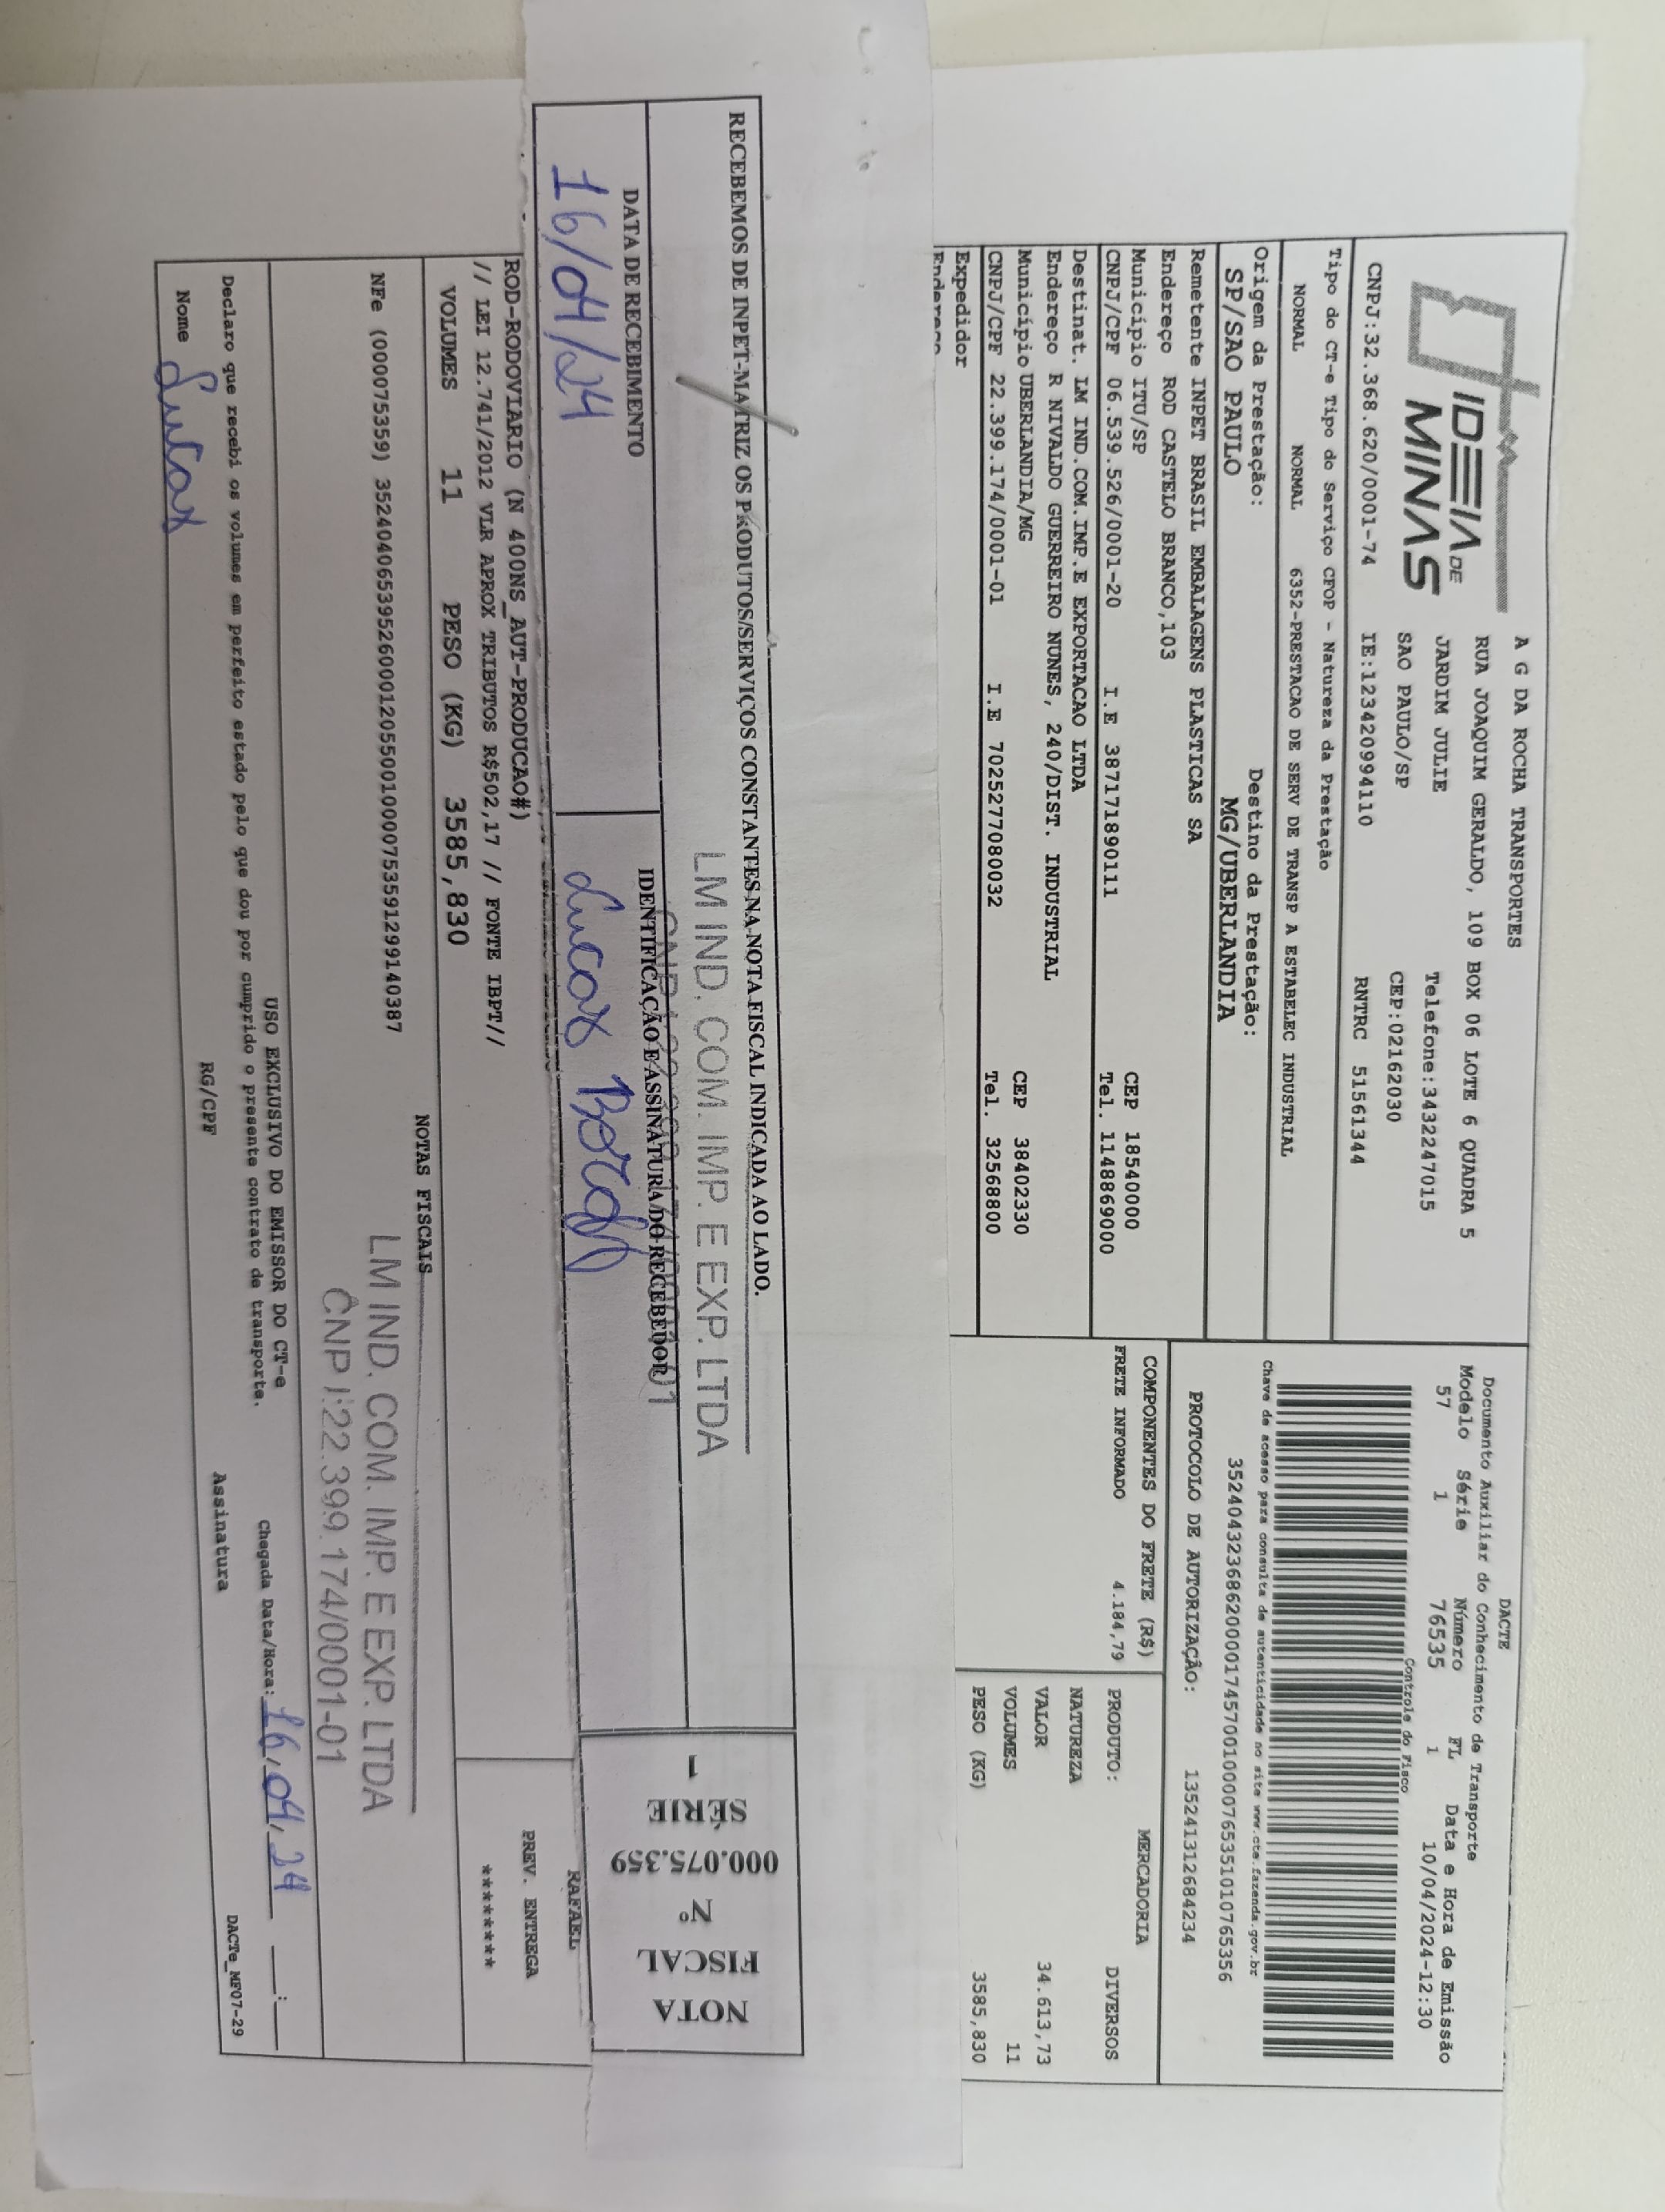 IDEIA DE
MINAS
A G DA ROCHA TRANSPORTES
RUA JOAQUIM GERALDO, 109 BOX 06 LOTE 6 QUADRA 5
JARDIM JULIE Telefone:3432247015
SAO PAULO/SP CEP:02162030
CNPJ:32.368.620/0001-74 IE:123420994110 RNTRC 51561344
Tipo do CT-e Tipo do Serviço CFOP - Natureza da Prestação
NORMAL NORMAL 6352-PRESTACAO DE SERV DE TRANSP A ESTABELEC INDUSTRIAL
Origem da Prestação: Destino da Prestação:
SP/SAO PAULO MG/UBERLANDIA
Remetente INPET BRASIL EMBALAGENS PLASTICAS SA
Endereço ROD CASTELO BRANCO,103
Município ITU/SP CEP 18540000
CNPJ/CPF 06.539.526/0001-20 I.E 387171890111 Tel. 1148869000
Destinat. LM IND.COM.IMP.E EXPORTACAO LTDA
Endereço R NIVALDO GUERREIRO NUNES, 240/DIST. INDUSTRIAL
Município UBERLANDIA/MG CEP 38402330
CNPJ/CPF 22.399.174/0001-01 I.E 7025277080032 Tel. 32568800
Expedidor
Endereço
DACTE
Documento Auxiliar do Conhecimento de Transporte
Modelo Série Número FL Data e Hora de Emissão
57 1 76535 1 10/04/2024-12:30
Controle do Fisco
Chave de acesso para consulta de autenticidade no site www.cte.fazenda.gov.br
35240432368620000174570010000765351010765356
PROTOCOLO DE AUTORIZAÇÃO: 135241312684234
COMPONENTES DO FRETE (R$)
FRETE INFORMADO 4.184,79
MERCADORIA
PRODUTO: DIVERSOS
NATUREZA
VALOR 34.613,73
VOLUMES 11
PESO (KG) 3585,830
RECEBEMOS DE INPET-MATRIZ OS PRODUTOS/SERVIÇOS CONSTANTES NA NOTA FISCAL INDICADA AO LADO.
LM IND. COM. IMP. E EXP. LTDA
DATA DE RECEBIMENTO IDENTIFICAÇÃO E ASSINATURA DO RECEBEDOR
16/04/24 Lucas Borges
NOTA
FISCAL
Nº
000.075.359
SÉRIE
1
RAFAEL
ROD-RODOVIARIO (N 400NS_AUT-PRODUCAO#)
// LEI 12.741/2012 VLR APROX TRIBUTOS R$502,17 // FONTE IBPT//
PREV. ENTREGA
********
VOLUMES 11 PESO (KG) 3585,830
NOTAS FISCAIS
NFe (000075359) 35240406539526000120550010000753591299140387
LM IND. COM. IMP. E EXP. LTDA
CNPJ:22.399.174/0001-01
USO EXCLUSIVO DO EMISSOR DO CT-e
Declaro que recebi os volumes em perfeito estado pelo que dou por cumprido o presente contrato de transporte.
Chegada Data/Hora: 16/04/24 __:__
Nome Lucas RG/CPF Assinatura
DACTe_MF07-29